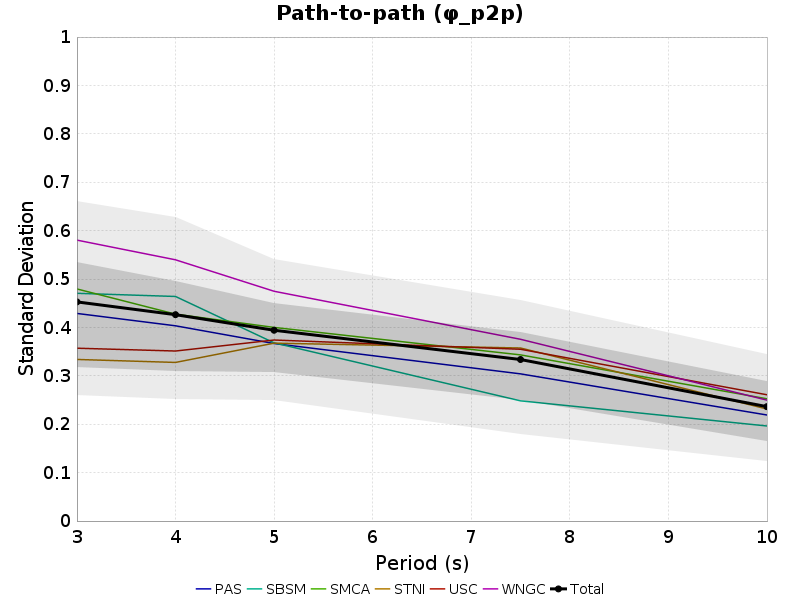 Path-to-path (φ_p2p)
1
0.9
0.8
0.7
0.6
0.5
0.4
0.3
0.2
0.1
0
Standard Deviation
3 4 5 6 7 8 9 10
Period (s)
PAS SBSM SMCA STNI USC WNGC Total